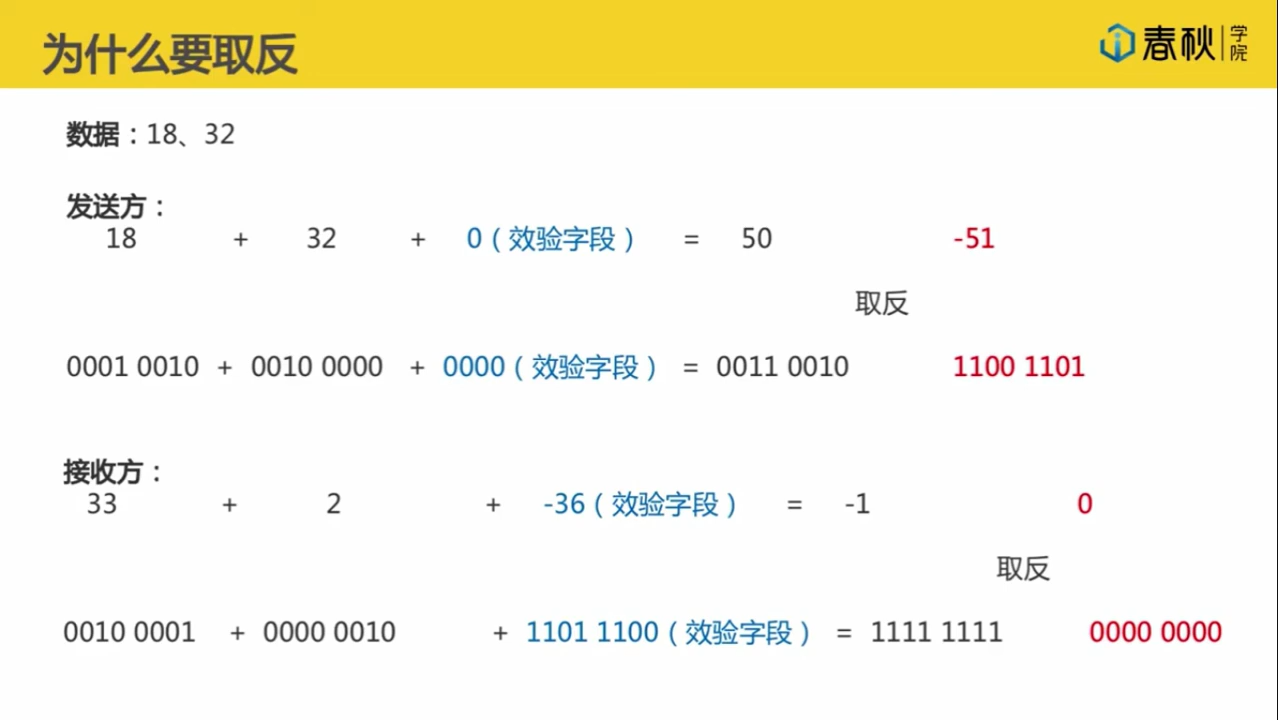 为什么要取反
春秋学院
数据：18、32
发送方：
18 + 32 + 0（效验字段） = 50 -51
取反
0001 0010 + 0010 0000 + 0000（效验字段） = 0011 0010 1100 1101
接收方：
33 + 2 + -36（效验字段） = -1 0
取反
0010 0001 + 0000 0010 + 1101 1100（效验字段） = 1111 1111 0000 0000